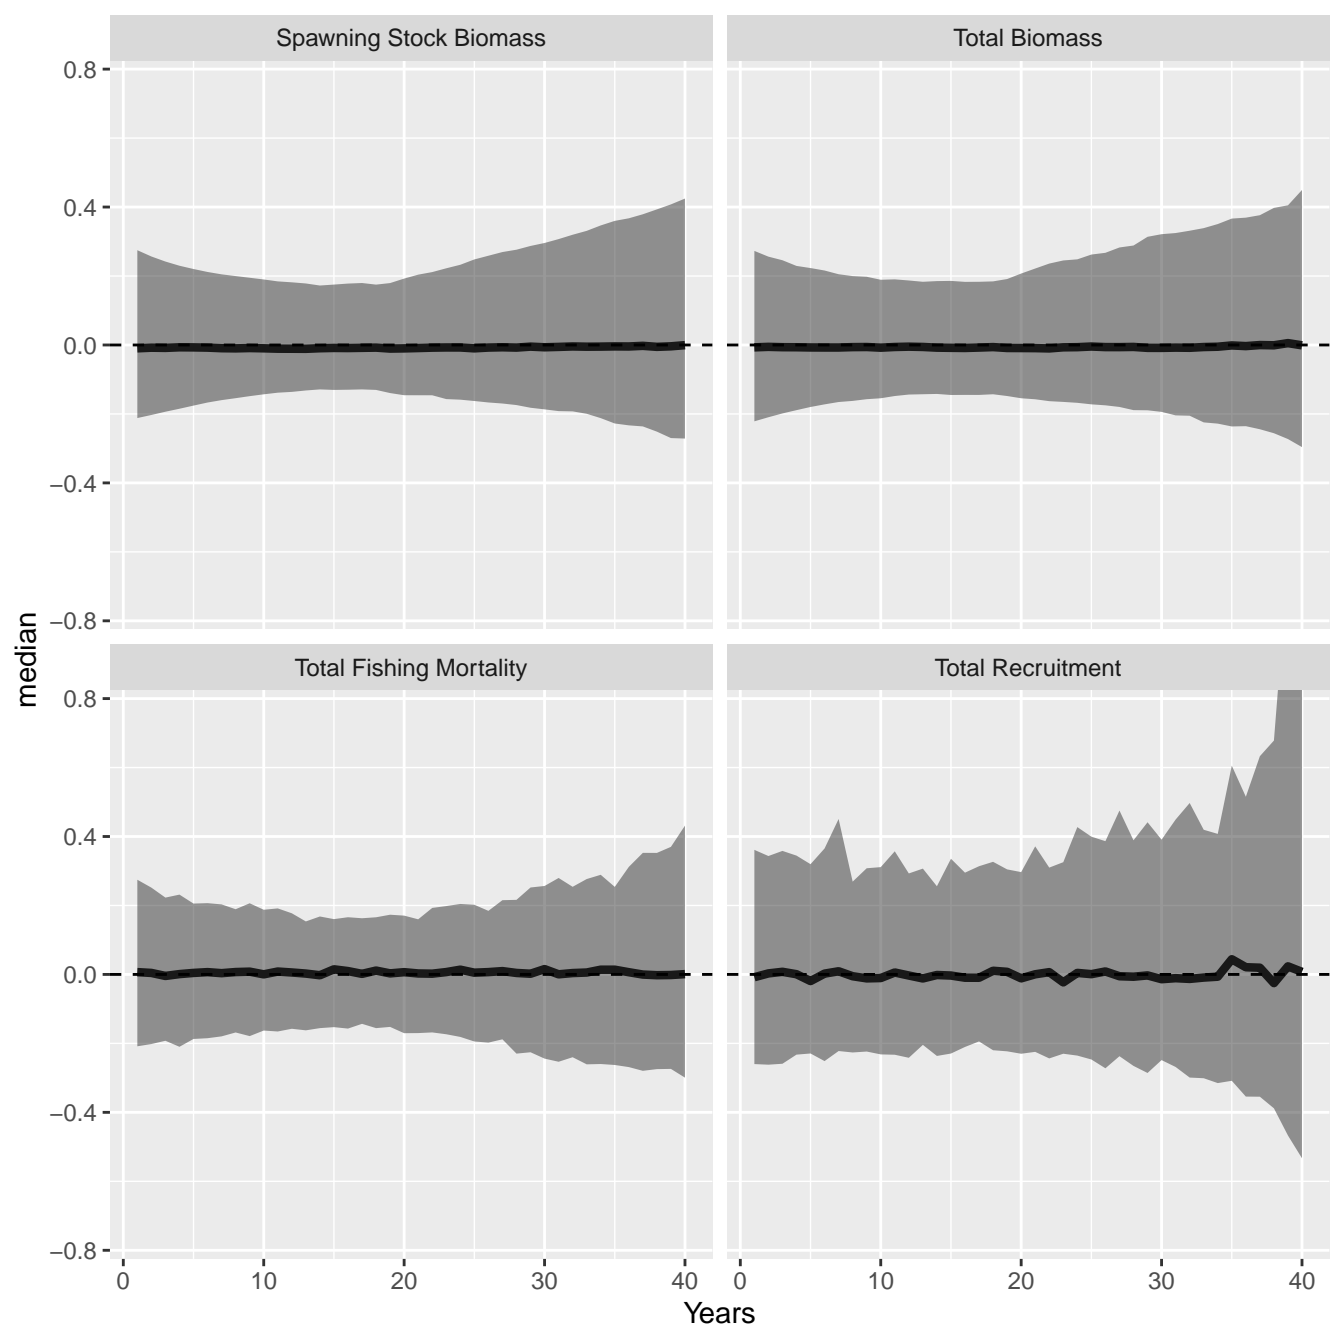 Spawning Stock Biomass
Total Biomass
0.8
0.4
0.0
−0.4
−0.8
median
Total Fishing Mortality
Total Recruitment
0.8
0.4
0.0
−0.4
−0.8
0 10 20 30 40
0 10 20 30 40
Years